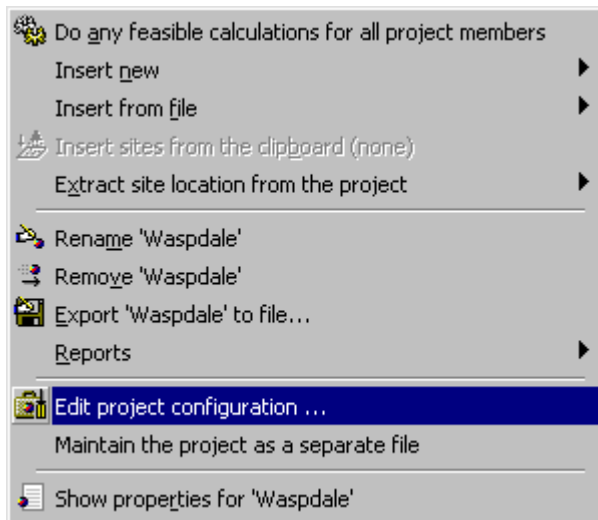 Do any feasible calculations for all project members
Insert new
Insert from file
Insert sites from the clipboard (none)
Extract site location from the project
Rename 'Waspdale'
Remove 'Waspdale'
Export 'Waspdale' to file...
Reports
Edit project configuration ...
Maintain the project as a separate file
Show properties for 'Waspdale'